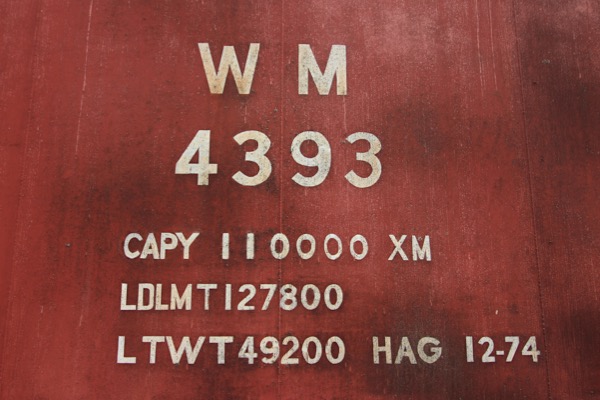 W M
4393
CAPY 110000 XM
LDLMT127800
LTWT49200 HAG 12-74